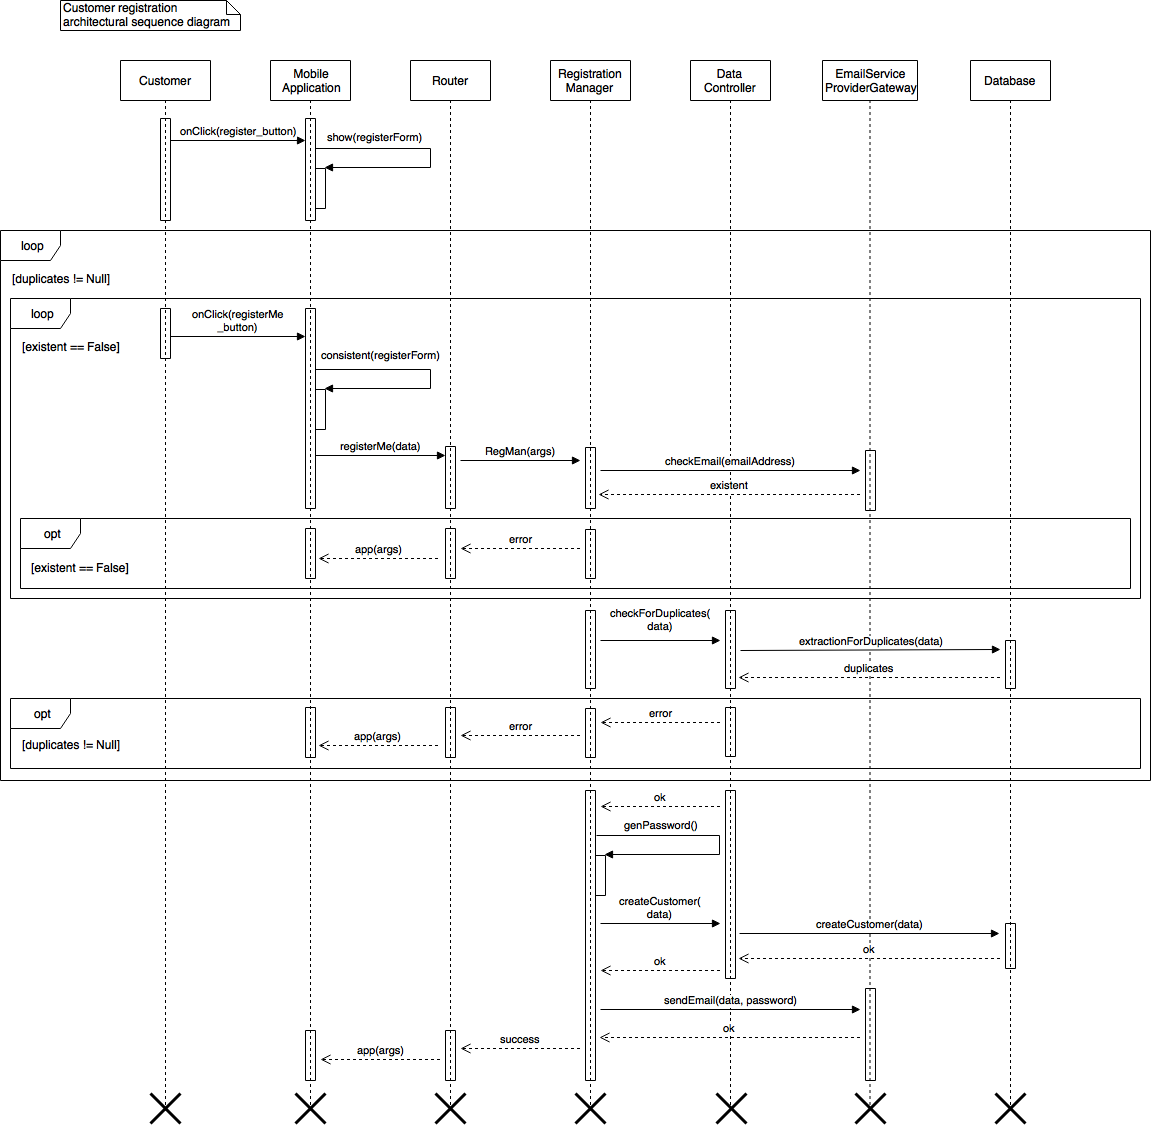 Customer registration
architectural sequence diagram
Customer
Mobile
Application
Router
Registration
Manager
Data
Controller
EmailService
ProviderGateway
Database
onClick(register_button)
show(registerForm)
loop
[duplicates != Null]
loop
[existent == False]
onClick(registerMe
_button)
consistent(registerForm)
registerMe(data)
RegMan(args)
checkEmail(emailAddress)
existent
opt
[existent == False]
error
app(args)
checkForDuplicates(
data)
extractionForDuplicates(data)
duplicates
opt
[duplicates != Null]
error
error
app(args)
ok
genPassword()
createCustomer(
data)
createCustomer(data)
ok
ok
sendEmail(data, password)
ok
success
app(args)